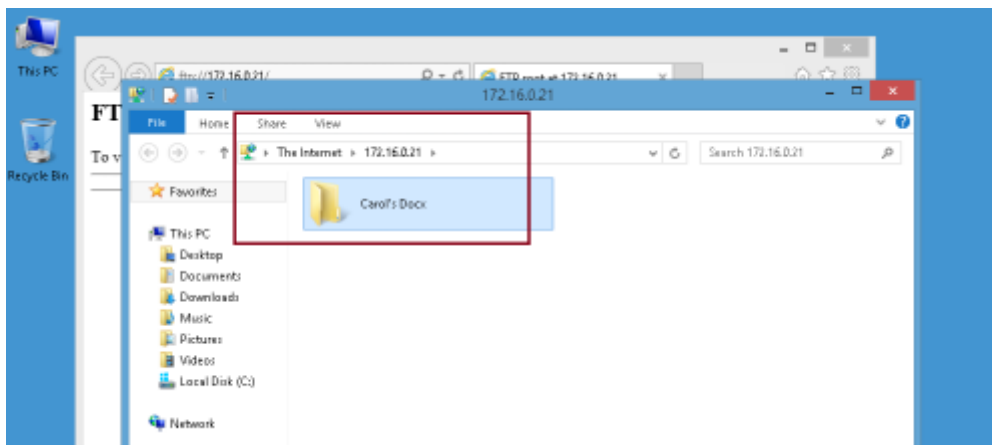 This PC
Recycle Bin
ftp://172.16.0.21/
FTP root at 172.16.0.21
FT
To v
172.16.0.21
File Home Share View
The Internet 172.16.0.21
Search 172.16.0.21
Favorites
Carol's Docx
This PC
Desktop
Documents
Downloads
Music
Pictures
Videos
Local Disk (C:)
Network